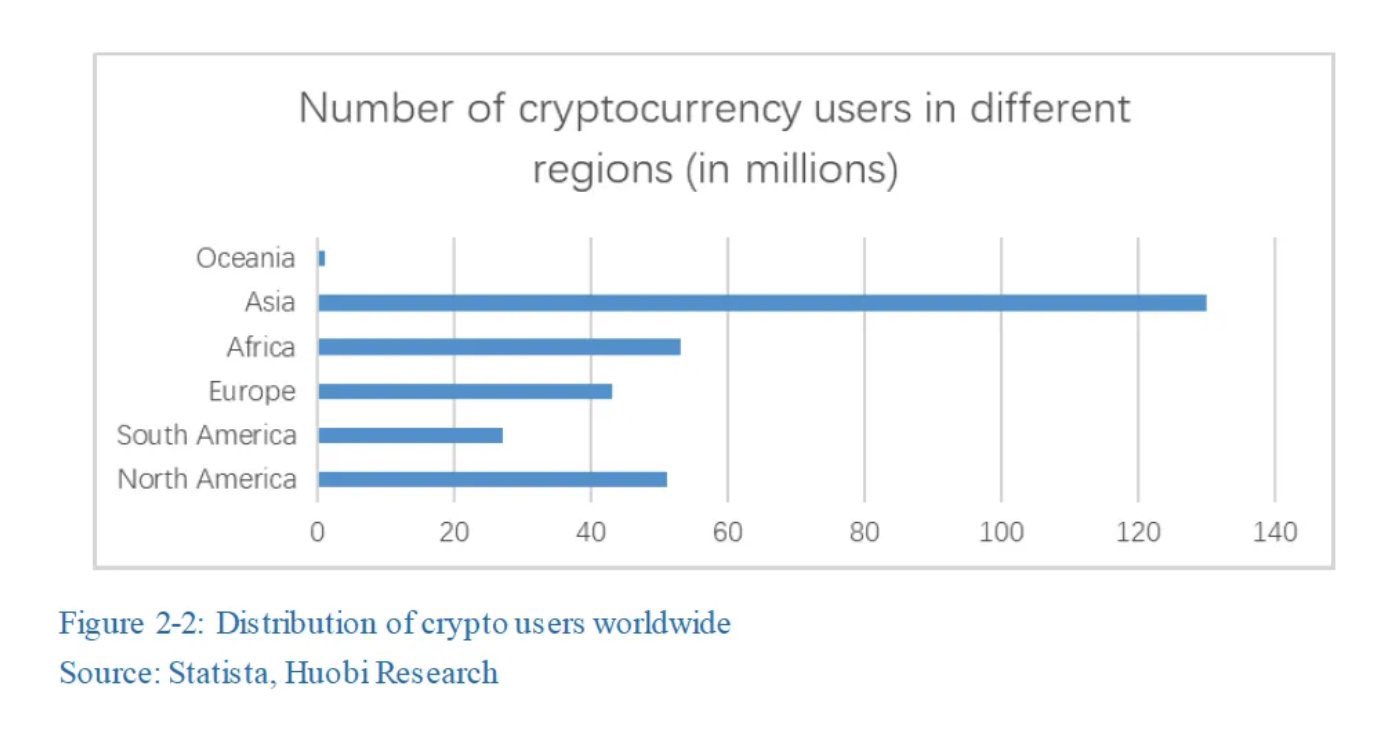 Number of cryptocurrency users in different
regions (in millions)
Oceania
Asia
Africa
Europe
South America
North America
0 20 40 60 80 100 120 140
Figure 2-2: Distribution of crypto users worldwide
Source: Statista, Huobi Research